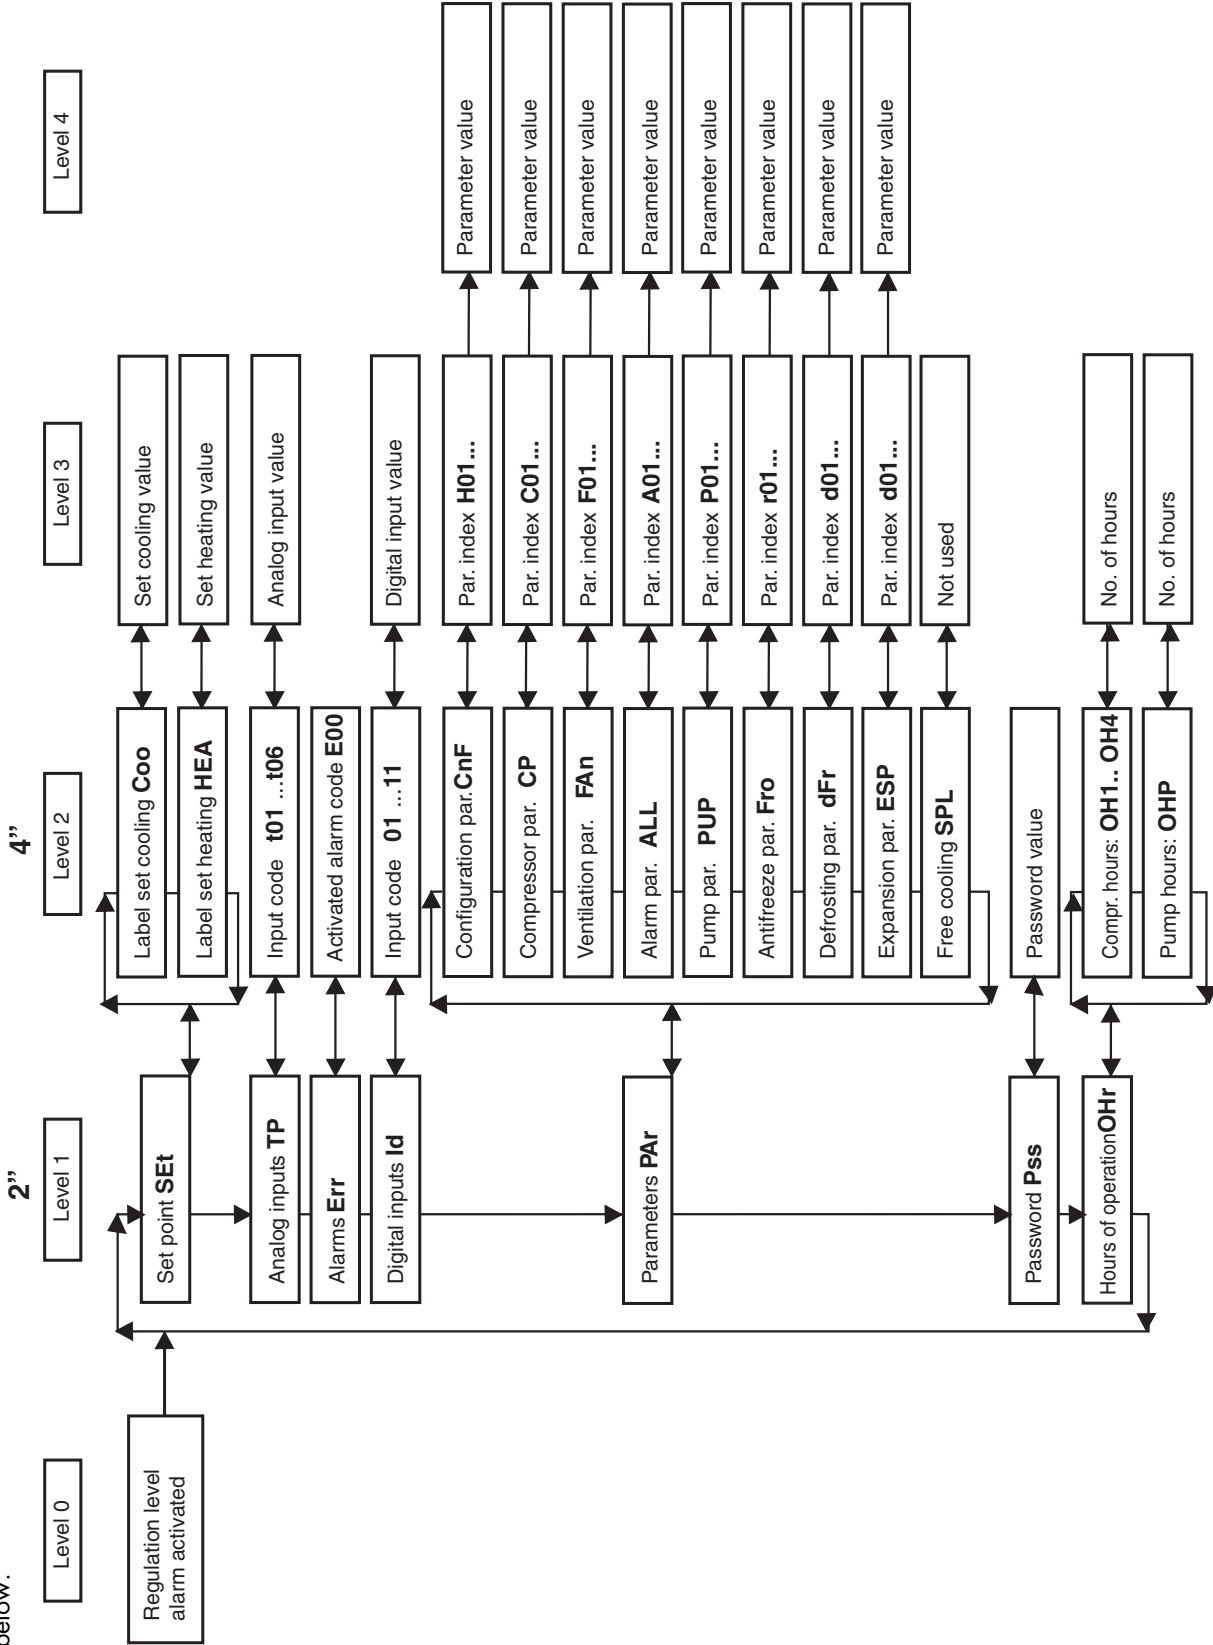 below:
2”
4”
Level 0
Level 1
Level 2
Level 3
Level 4
Regulation level
alarm activated
Set point SEt
Label set cooling Coo
Set cooling value
Label set heating HEA
Set heating value
Analog inputs TP
Input code t01 ...t06
Analog input value
Alarms Err
Activated alarm code E00
Digital inputs Id
Input code 01 ...11
Digital input value
Configuration par. CnF
Par. index H01...
Parameter value
Compressor par. CP
Par. index C01...
Parameter value
Ventilation par. FAn
Par. index F01...
Parameter value
Parameters PAr
Alarm par. ALL
Par. index A01...
Parameter value
Pump par. PUP
Par. index P01...
Parameter value
Antifreeze par. Fro
Par. index r01...
Parameter value
Defrosting par. dFr
Par. index d01...
Parameter value
Expansion par. ESP
Par. index d01...
Parameter value
Free cooling SPL
Not used
Password Pss
Password value
Hours of operationOHr
Compr. hours: OH1.. OH4
No. of hours
Pump hours: OHP
No. of hours